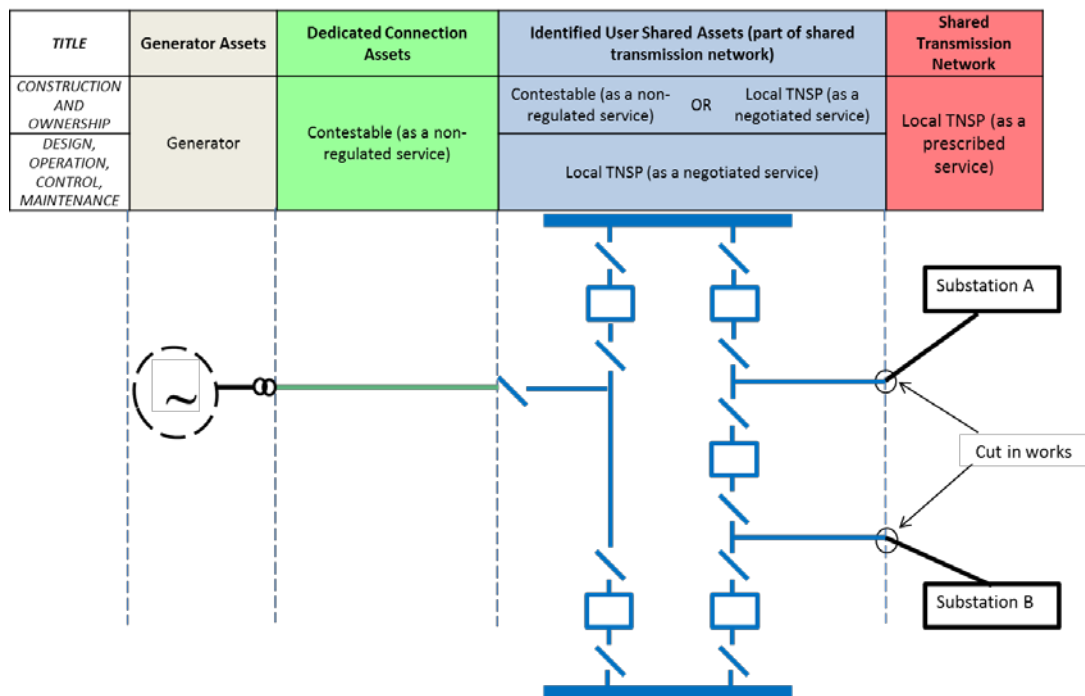 TITLE
Generator Assets
Dedicated Connection
Assets
Identified User Shared Assets (part of shared
transmission network)
Shared
Transmission
Network
CONSTRUCTION
AND
OWNERSHIP
Generator
Contestable (as a non-
regulated service)
Contestable (as a non-
regulated service)
OR
Local TNSP (as a
negotiated service)
Local TNSP (as a
prescribed
service)
DESIGN,
OPERATION,
CONTROL,
MAINTENANCE
Local TNSP (as a negotiated service)
Substation A
~
Cut in works
Substation B